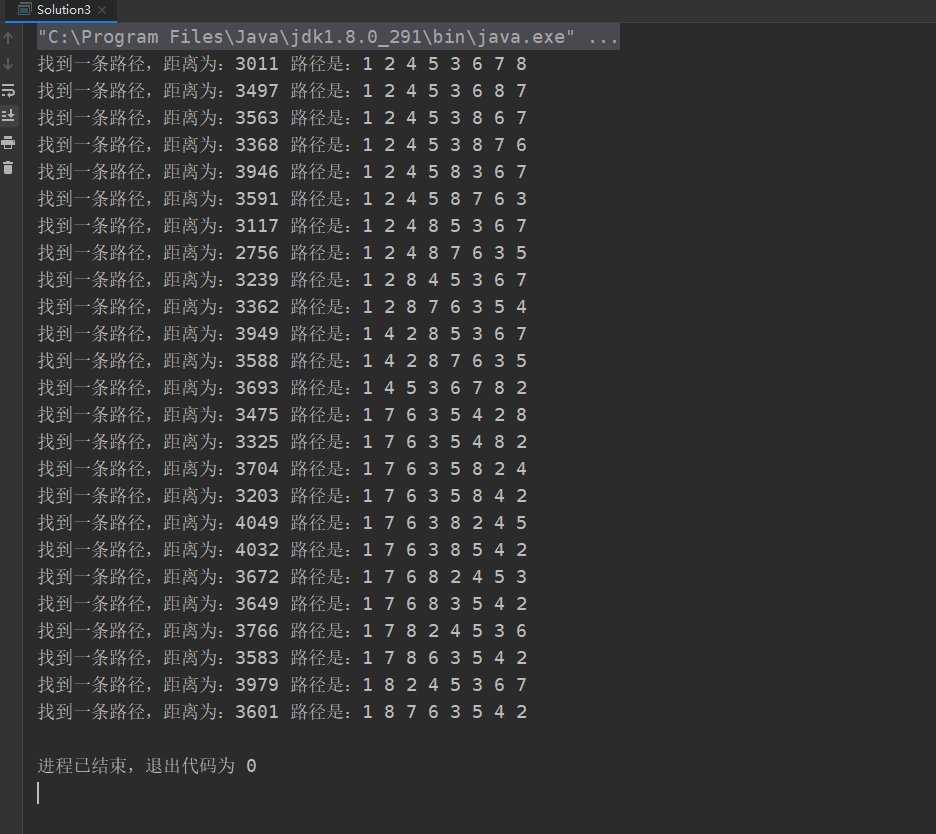 Solution3
"C:\Program Files\Java\jdk1.8.0_291\bin\java.exe" ...
找到一条路径，距离为：3011 路径是：1 2 4 5 3 6 7 8
找到一条路径，距离为：3497 路径是：1 2 4 5 3 6 8 7
找到一条路径，距离为：3563 路径是：1 2 4 5 3 8 6 7
找到一条路径，距离为：3368 路径是：1 2 4 5 3 8 7 6
找到一条路径，距离为：3946 路径是：1 2 4 5 8 3 6 7
找到一条路径，距离为：3591 路径是：1 2 4 5 8 7 6 3
找到一条路径，距离为：3117 路径是：1 2 4 8 5 3 6 7
找到一条路径，距离为：2756 路径是：1 2 4 8 7 6 3 5
找到一条路径，距离为：3239 路径是：1 2 8 4 5 3 6 7
找到一条路径，距离为：3362 路径是：1 2 8 7 6 3 5 4
找到一条路径，距离为：3949 路径是：1 4 2 8 5 3 6 7
找到一条路径，距离为：3588 路径是：1 4 2 8 7 6 3 5
找到一条路径，距离为：3693 路径是：1 4 5 3 6 7 8 2
找到一条路径，距离为：3475 路径是：1 7 6 3 5 4 2 8
找到一条路径，距离为：3325 路径是：1 7 6 3 5 4 8 2
找到一条路径，距离为：3704 路径是：1 7 6 3 5 8 2 4
找到一条路径，距离为：3203 路径是：1 7 6 3 5 8 4 2
找到一条路径，距离为：4049 路径是：1 7 6 3 8 2 4 5
找到一条路径，距离为：4032 路径是：1 7 6 3 8 5 4 2
找到一条路径，距离为：3672 路径是：1 7 6 8 2 4 5 3
找到一条路径，距离为：3649 路径是：1 7 6 8 3 5 4 2
找到一条路径，距离为：3766 路径是：1 7 8 2 4 5 3 6
找到一条路径，距离为：3583 路径是：1 7 8 6 3 5 4 2
找到一条路径，距离为：3979 路径是：1 8 2 4 5 3 6 7
找到一条路径，距离为：3601 路径是：1 8 7 6 3 5 4 2
进程已结束，退出代码为 0